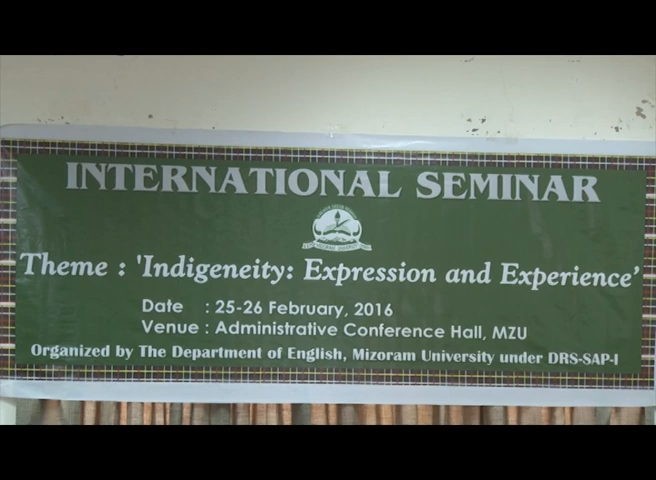 INTERNATIONAL SEMINAR
Theme : 'Indigeneity: Expression and Experience'
Date : 25-26 February, 2016
Venue : Administrative Conference Hall, MZU
Organized by The Department of English, Mizoram University under DRS-SAP-I